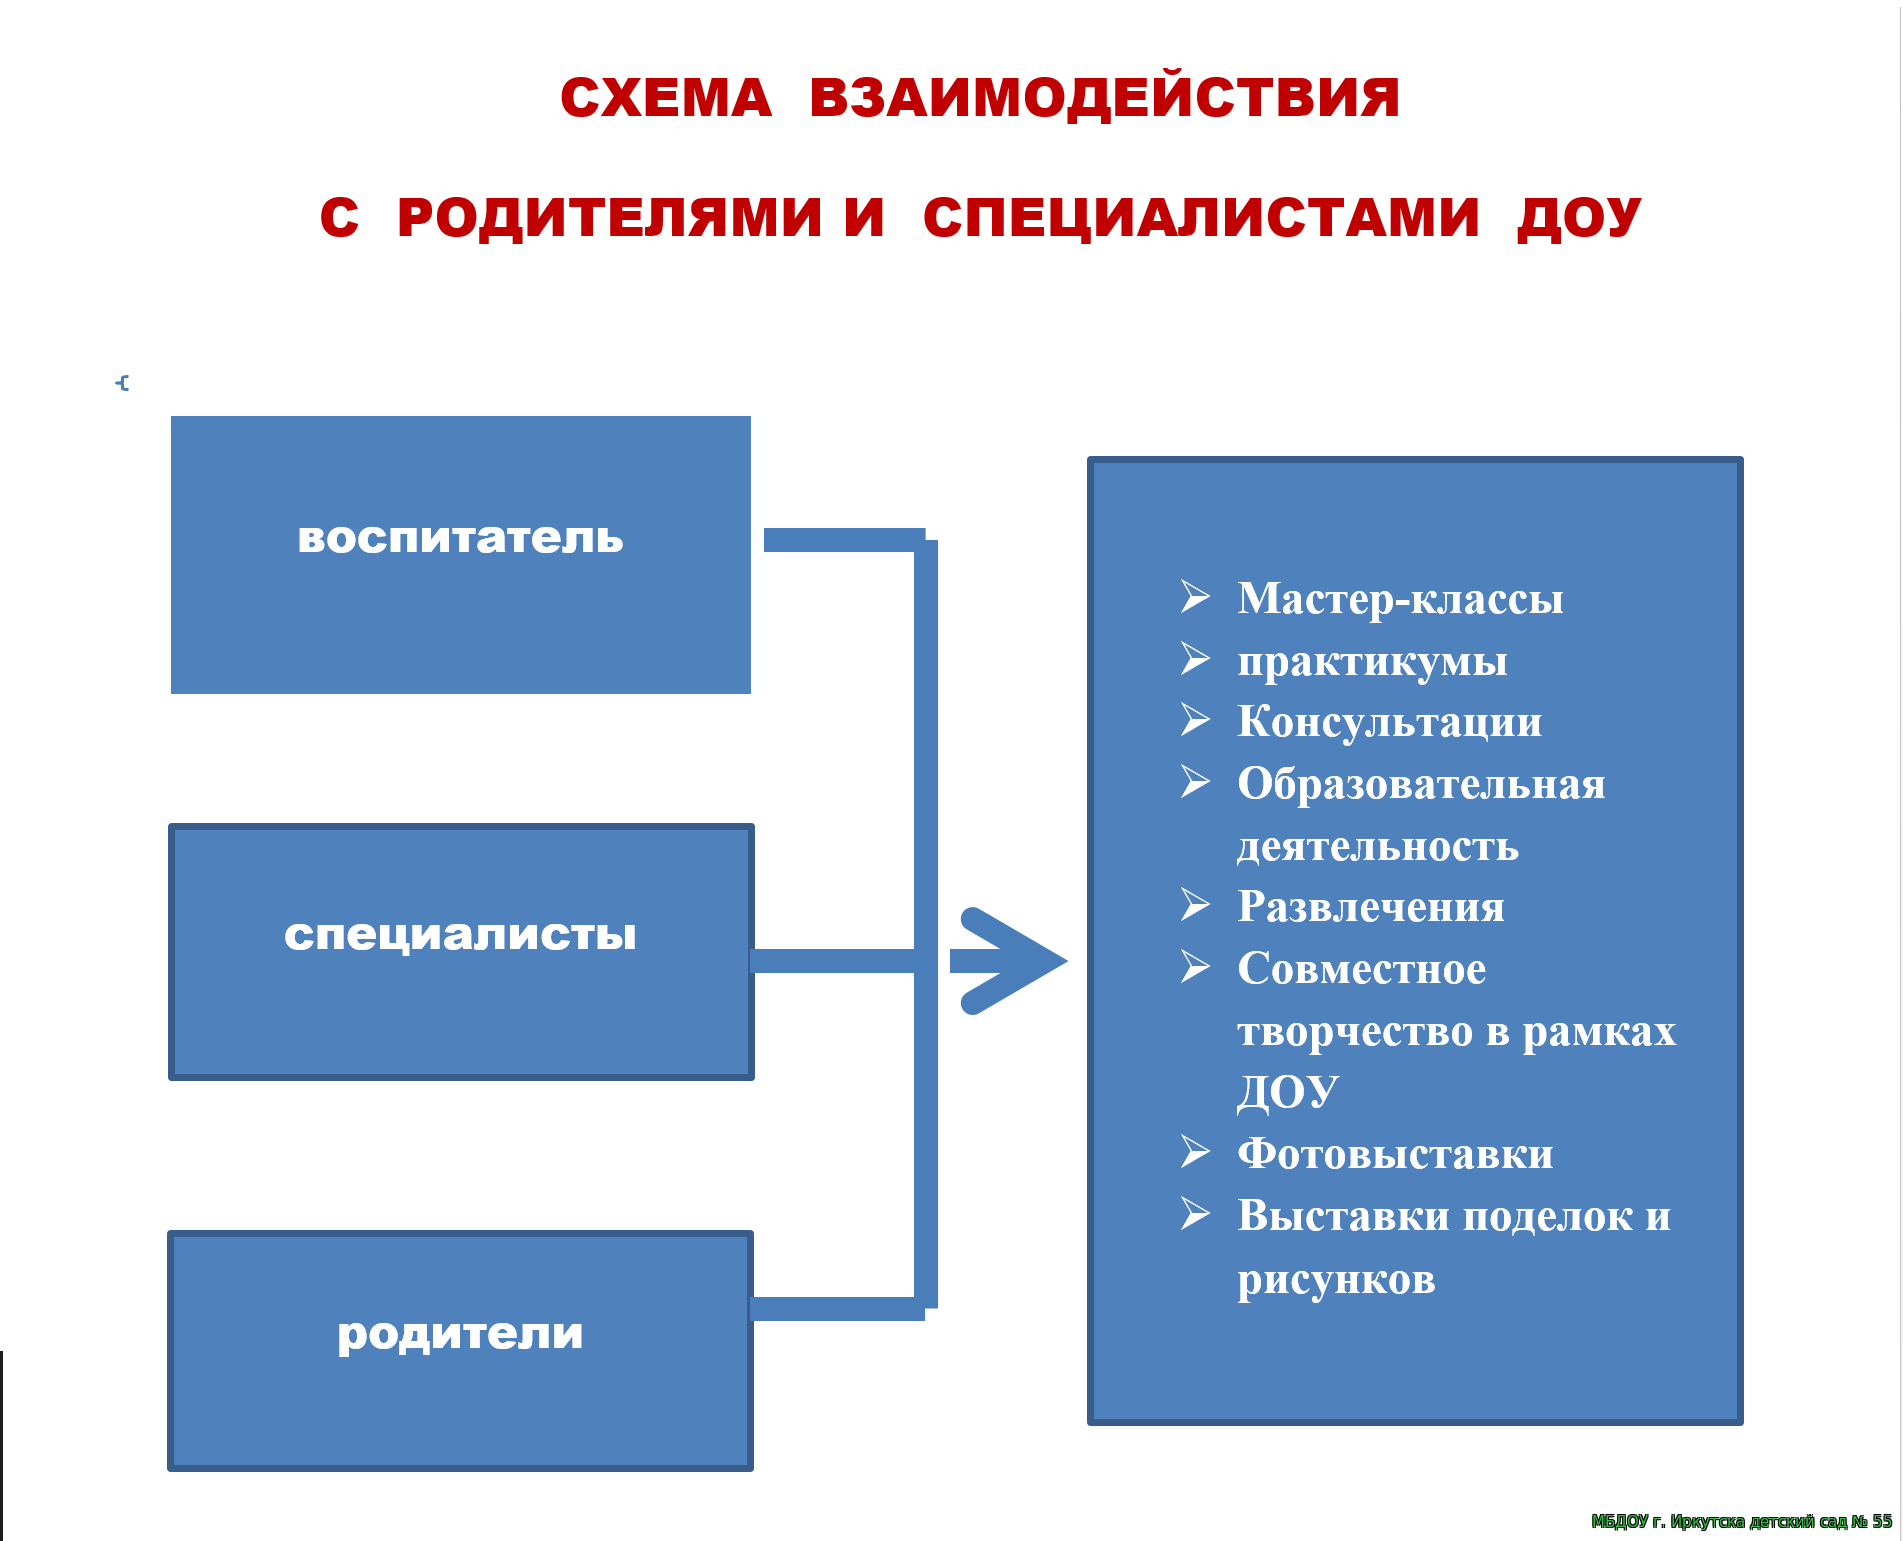 СХЕМА ВЗАИМОДЕЙСТВИЯ
С РОДИТЕЛЯМИ И СПЕЦИАЛИСТАМИ ДОУ
воспитатель
специалисты
родители
Мастер-классы
практикумы
Консультации
Образовательная
деятельность
Развлечения
Совместное
творчество в рамках
ДОУ
Фотовыставки
Выставки поделок и
рисунков
МБДОУ г. Иркутска детский сад № 55